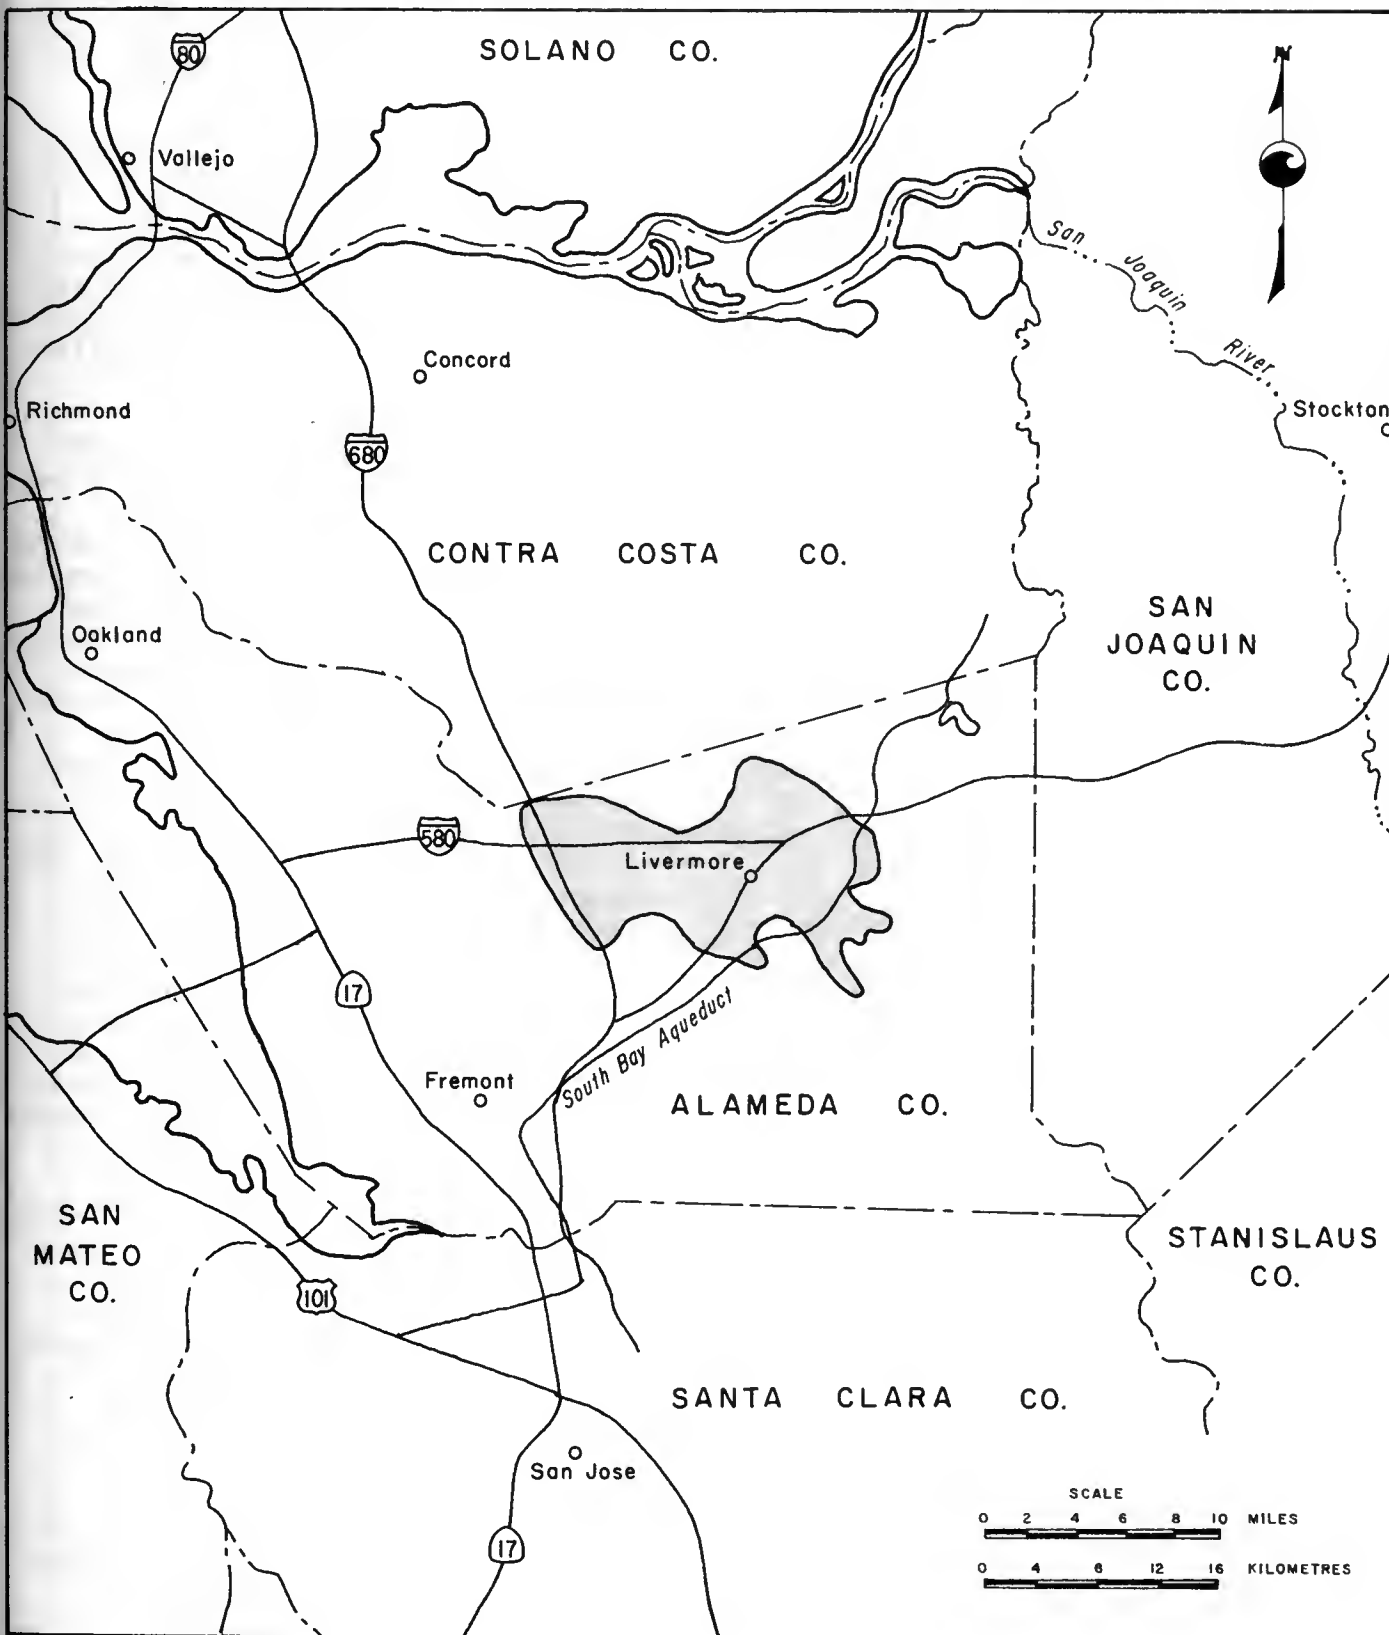 SOLANO CO.
N
80
Vallejo
San Joaquin River
Concord
Richmond
Stockton
680
CONTRA COSTA CO.
SAN
JOAQUIN
CO.
Oakland
580
Livermore
17
South Bay Aqueduct
Fremont
ALAMEDA CO.
SAN
MATEO
CO.
STANISLAUS
CO.
101
SANTA CLARA CO.
San Jose
17
SCALE
0 2 4 6 8 10 MILES
0 4 8 12 16 KILOMETRES